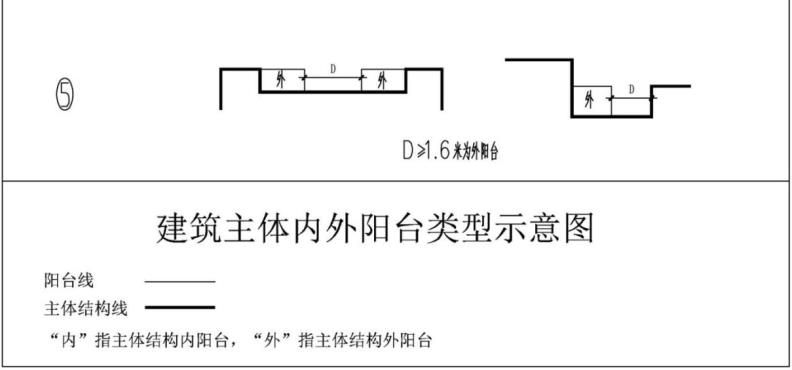 ⑤
外 D 外
外 D
D≥1.6米为外阳台
建筑主体内外阳台类型示意图
阳台线
主体结构线
“内”指主体结构内阳台，“外”指主体结构外阳台